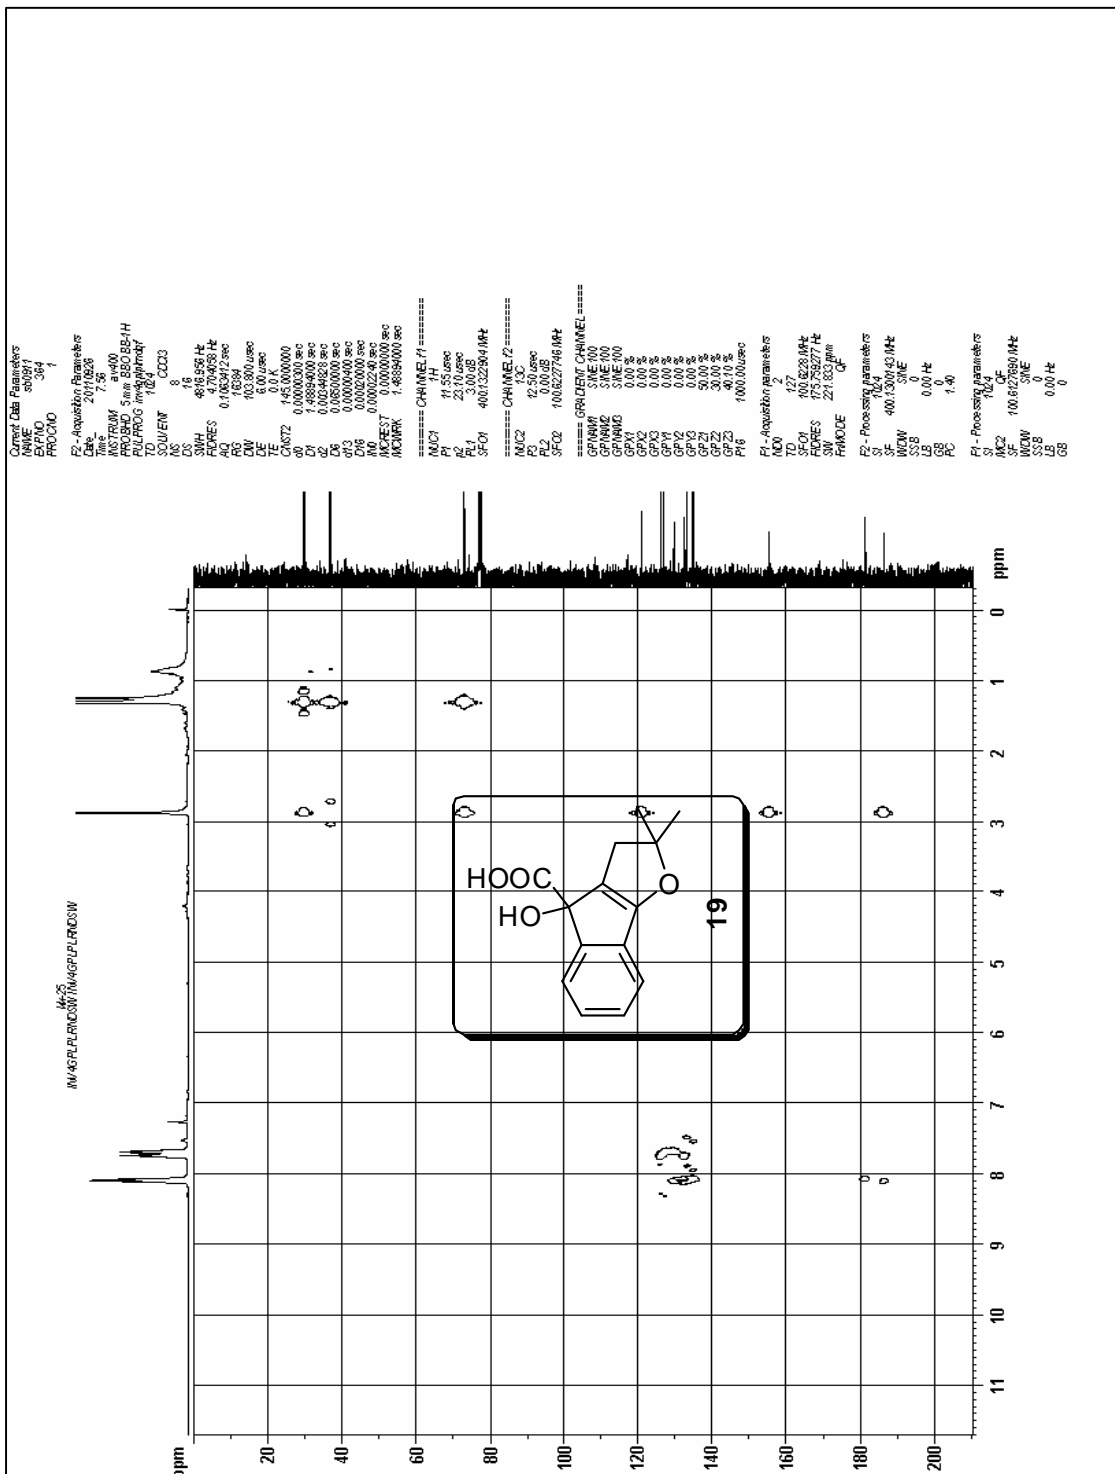 Current Data Parameters
NAME sb0911
EXPNO 364
PROCNO 1
F2 - Acquisition Parameters
Date_ 20110926
Time 7.56
INSTRUM av400
PROBHD 5 mm BBO BB-1H
PULPROG inv4gplplrndqf
TD 1024
SOLVENT CDCl3
NS 8
DS 16
SWH 4816.956 Hz
FIDRES 4.704058 Hz
AQ 0.1063412 sec
RG 16384
DW 103.800 usec
DE 6.00 usec
TE 0.0 K
CNST2 145.0000000
d0 0.00000300 sec
D1 1.48894000 sec
d2 0.00344828 sec
D6 0.06500000 sec
d13 0.00000400 sec
D16 0.00020000 sec
IN0 0.00002240 sec
MCREST 0.00000000 sec
MCWRK 1.48894000 sec
======== CHANNEL f1 ========
NUC1 1H
P1 11.55 usec
p2 23.10 usec
PL1 -3.00 dB
SFO1 400.1322904 MHz
======== CHANNEL f2 ========
NUC2 13C
P3 12.50 usec
PL2 0.00 dB
SFO2 100.6227746 MHz
====== GRADIENT CHANNEL =====
GPNAM1 SINE.100
GPNAM2 SINE.100
GPNAM3 SINE.100
GPX1 0.00 %
GPX2 0.00 %
GPX3 0.00 %
GPY1 0.00 %
GPY2 0.00 %
GPY3 0.00 %
GPZ1 50.00 %
GPZ2 30.00 %
GPZ3 40.10 %
P16 1000.00 usec
F1 - Acquisition parameters
ND0 2
TD 127
SFO1 100.6228 MHz
FIDRES 175.759277 Hz
SW 221.833 ppm
FnMODE QF
F2 - Processing parameters
SI 1024
SF 400.1300143 MHz
WDW SINE
SSB 0
LB 0.00 Hz
GB 0
PC 1.40
F1 - Processing parameters
SI 1024
MC2 QF
SF 100.6127690 MHz
WDW SINE
SSB 0
LB 0.00 Hz
GB 0
M-25
ppm
0
1
2
3
4
5
6
7
8
9
10
11
HOOC
HO
O
19
ppm
20
40
60
80
100
120
140
160
180
200